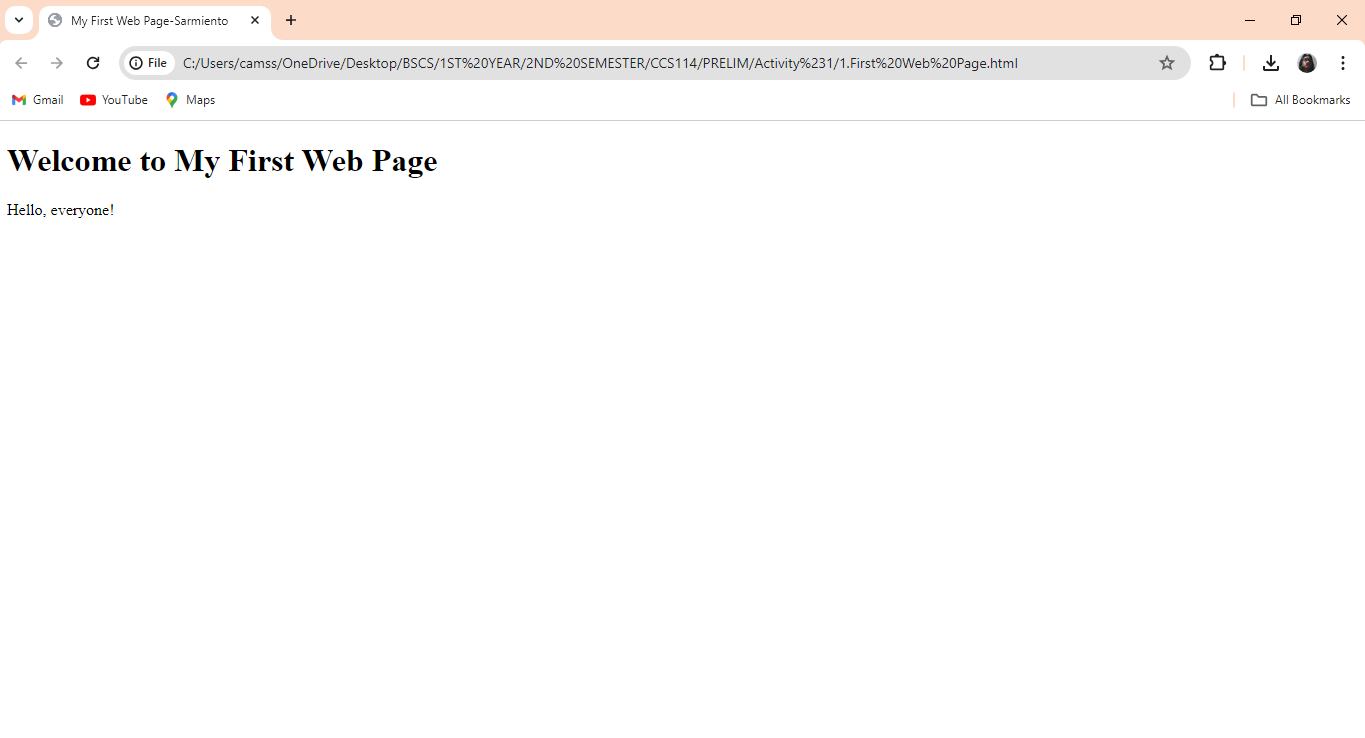 My First Web Page-Sarmiento
File C:/Users/camss/OneDrive/Desktop/BSCS/1ST%20YEAR/2ND%20SEMESTER/CCS114/PRELIM/Activity%231/1.First%20Web%20Page.html
Gmail YouTube Maps All Bookmarks
Welcome to My First Web Page
Hello, everyone!